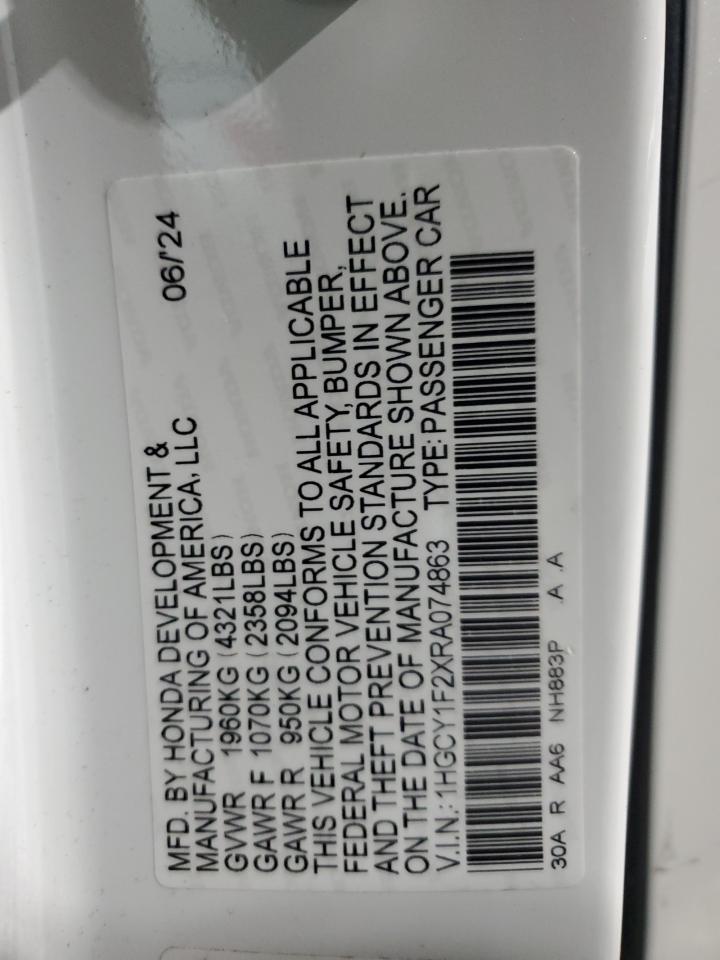 MFD. BY HONDA DEVELOPMENT &
MANUFACTURING OF AMERICA, LLC 06/'24
GVWR 1960KG (4321LBS)
GAWR F 1070KG (2358LBS)
GAWR R 950KG (2094LBS)
THIS VEHICLE CONFORMS TO ALL APPLICABLE
FEDERAL MOTOR VEHICLE SAFETY, BUMPER,
AND THEFT PREVENTION STANDARDS IN EFFECT
ON THE DATE OF MANUFACTURE SHOWN ABOVE.
V.I.N.: 1HGCY1F2XRA074863 TYPE: PASSENGER CAR
30A R AA6 NH883P .A .A